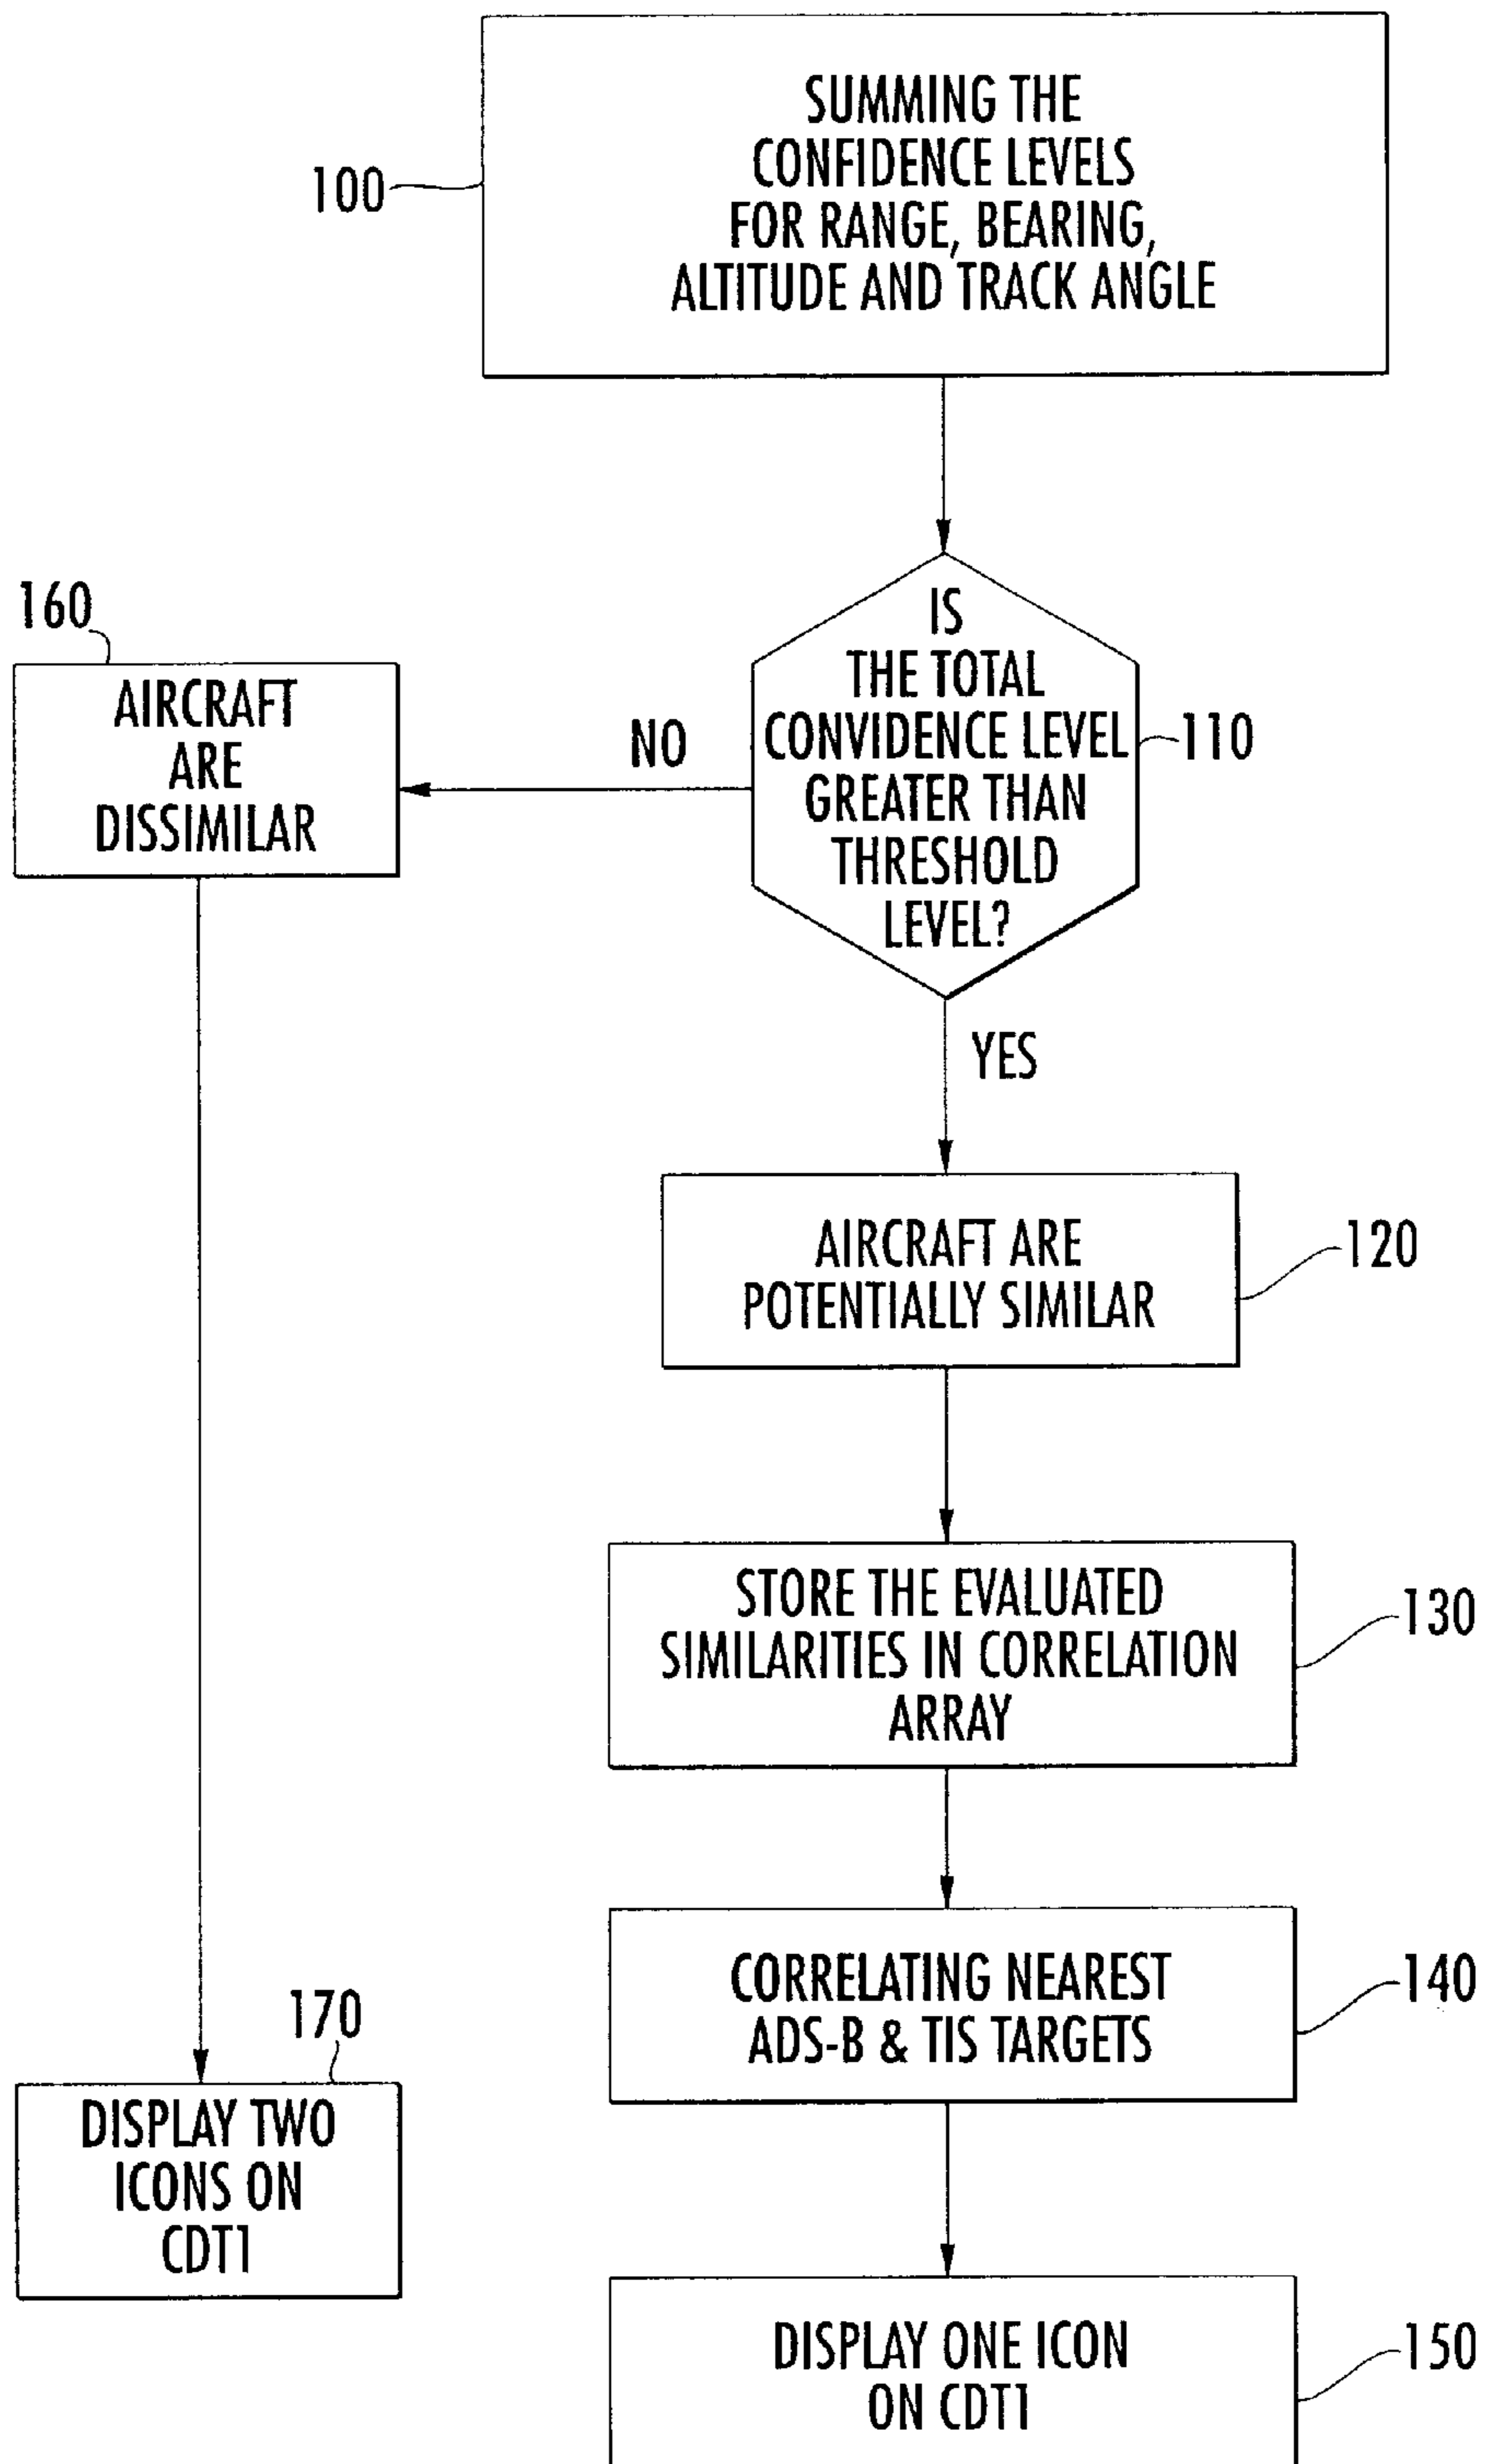 SUMMING THE
CONFIDENCE LEVELS
FOR RANGE, BEARING,
ALTITUDE AND TRACK ANGLE
100
IS
THE TOTAL
CONVIDENCE LEVEL
GREATER THAN
THRESHOLD
LEVEL?
110
NO
160
AIRCRAFT
ARE
DISSIMILAR
YES
AIRCRAFT ARE
POTENTIALLY SIMILAR
120
STORE THE EVALUATED
SIMILARITIES IN CORRELATION
ARRAY
130
CORRELATING NEAREST
ADS-B & TIS TARGETS
140
170
DISPLAY TWO
ICONS ON
CDT1
DISPLAY ONE ICON
ON CDT1
150